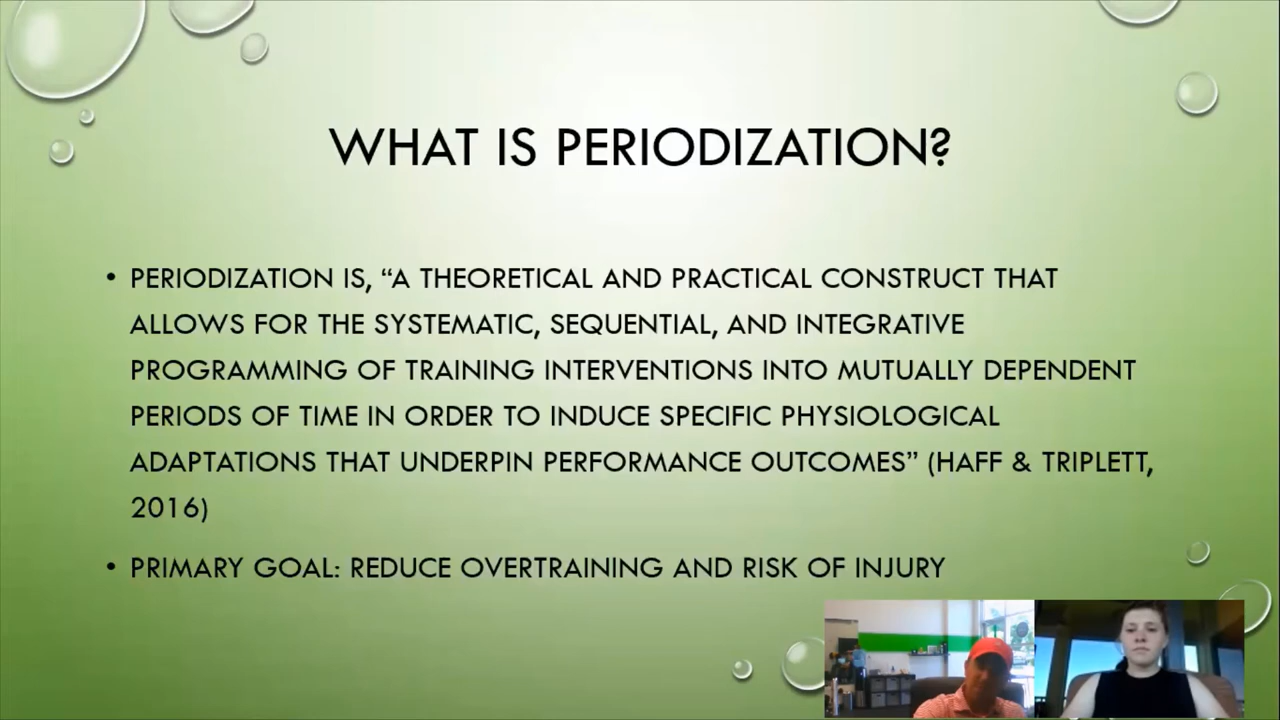 WHAT IS PERIODIZATION?
• PERIODIZATION IS, “A THEORETICAL AND PRACTICAL CONSTRUCT THAT
ALLOWS FOR THE SYSTEMATIC, SEQUENTIAL, AND INTEGRATIVE
PROGRAMMING OF TRAINING INTERVENTIONS INTO MUTUALLY DEPENDENT
PERIODS OF TIME IN ORDER TO INDUCE SPECIFIC PHYSIOLOGICAL
ADAPTATIONS THAT UNDERPIN PERFORMANCE OUTCOMES” (HAFF & TRIPLETT,
2016)
• PRIMARY GOAL: REDUCE OVERTRAINING AND RISK OF INJURY